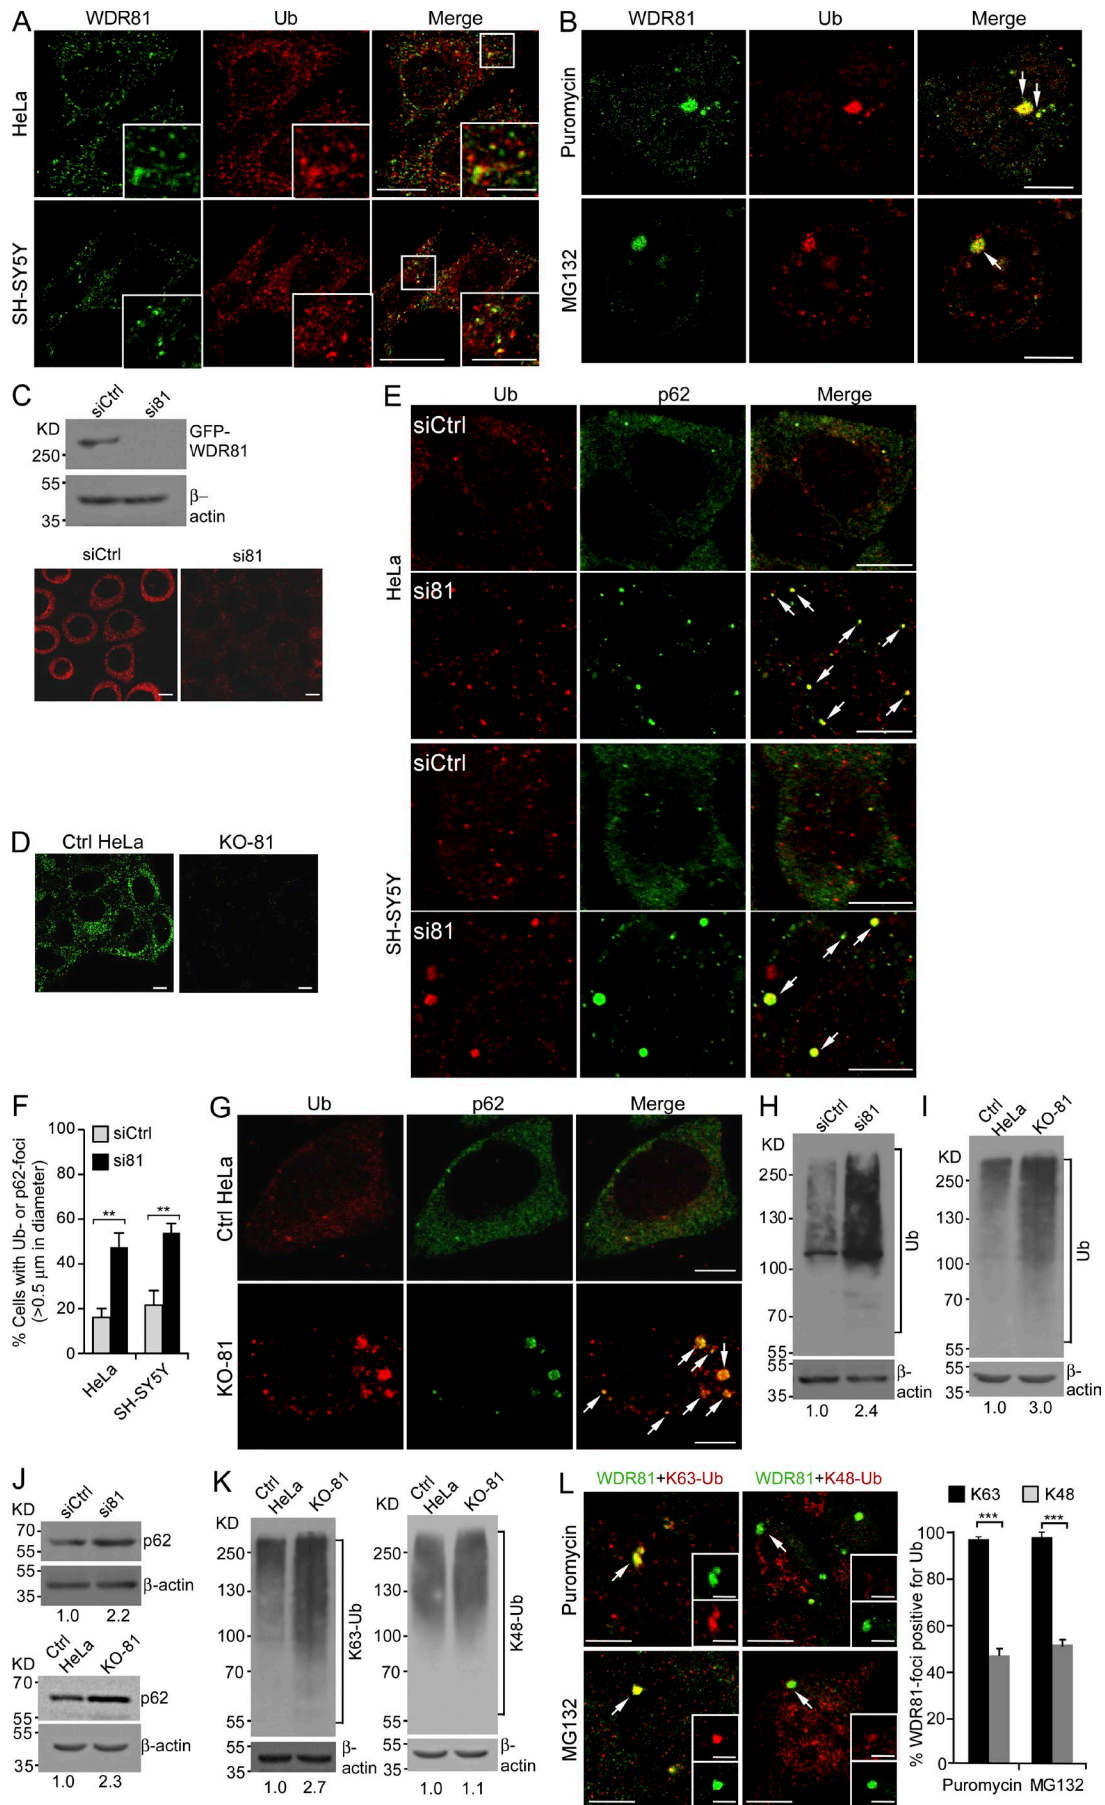 A
WDR81 Ub Merge
HeLa
SH-SY5Y
B
WDR81 Ub Merge
Puromycin
MG132
C
siCtrl si81
KD
250
GFP-
WDR81
55
35
β–
actin
siCtrl si81
D
Ctrl HeLa KO-81
E
Ub p62 Merge
siCtrl
si81
HeLa
siCtrl
si81
SH-SY5Y
F
% Cells with Ub- or p62-foci
(>0.5 μm in diameter)
100
80
60
40
20
0
siCtrl
si81
** **
HeLa
SH-SY5Y
G
Ub p62 Merge
Ctrl HeLa
KO-81
H
siCtrl si81
KD
250
130
100
70
55
Ub
55
35
β-
actin
1.0 2.4
I
Ctrl
HeLa KO-81
KD
250
130
100
70
55
Ub
55
35
β-
actin
1.0 3.0
J
siCtrl si81
KD
70
55
p62
55
35
β-actin
1.0 2.2
Ctrl
HeLa KO-81
KD
70
p62
55
55
35
β-actin
1.0 2.3
K
Ctrl
HeLa KO-81
KD
250
130
100
70
55
K63-Ub
55
35
β-
actin
1.0 2.7
Ctrl
HeLa KO-81
KD
250
130
100
70
55
K48-Ub
55
35
β-
actin
1.0 1.1
L
WDR81+K63-Ub WDR81+K48-Ub
Puromycin
MG132
K63 K48
*** ***
% WDR81-foci positive for Ub
100
80
60
40
20
0
Puromycin MG132